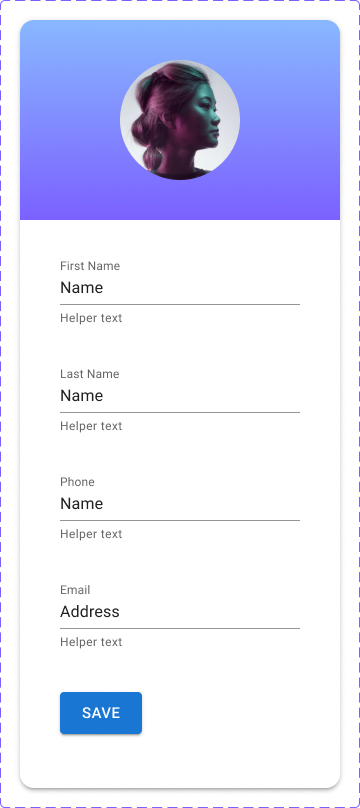 First Name
Name
Helper text
Last Name
Name
Helper text
Phone
Name
Helper text
Email
Address
Helper text
SAVE